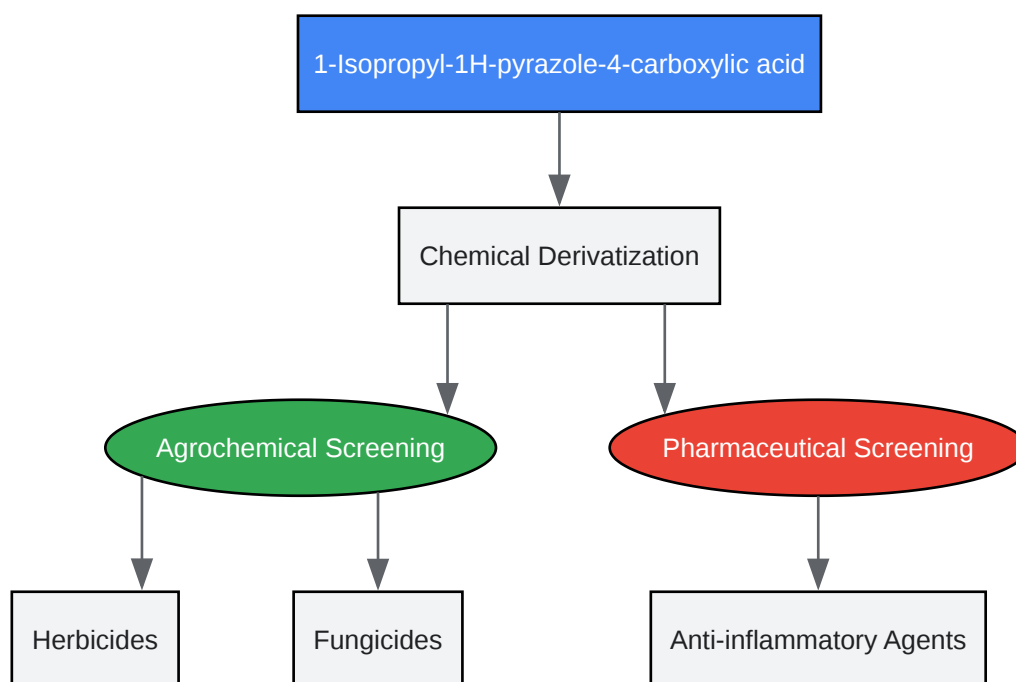 1-Isopropyl-1H-pyrazole-4-carboxylic acid
Chemical Derivatization
Agrochemical Screening
Pharmaceutical Screening
Herbicides
Fungicides
Anti-inflammatory Agents